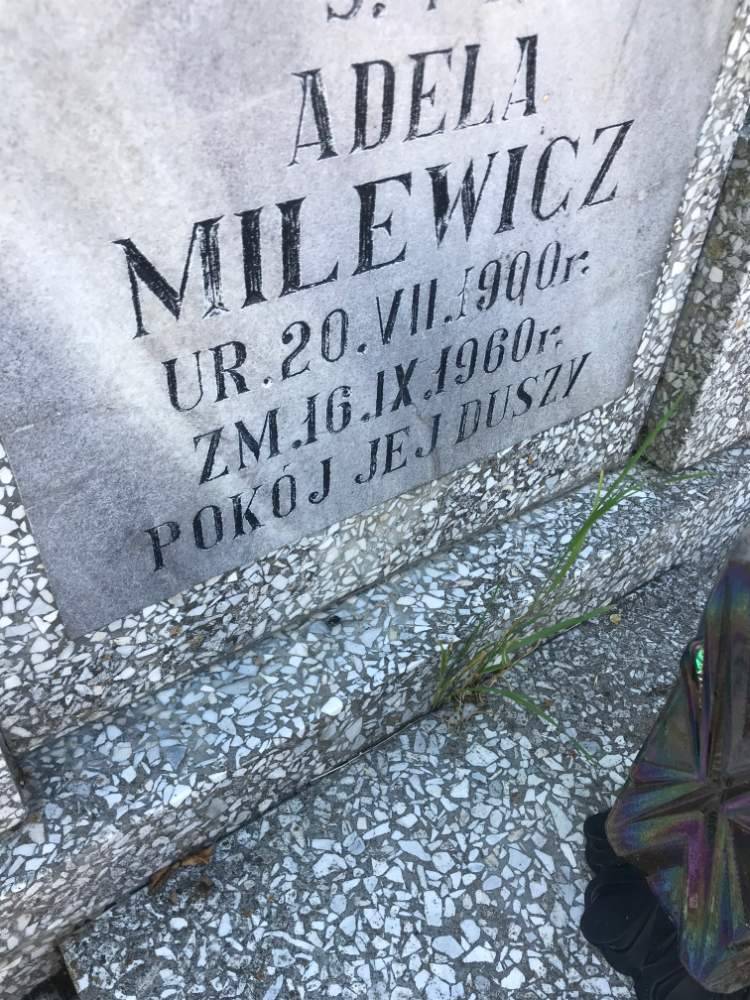 ADELA
MILEWICZ
UR. 20. VII. 1900r.
ZM. 16. IX. 1960r.
POKÓJ JEJ DUSZY